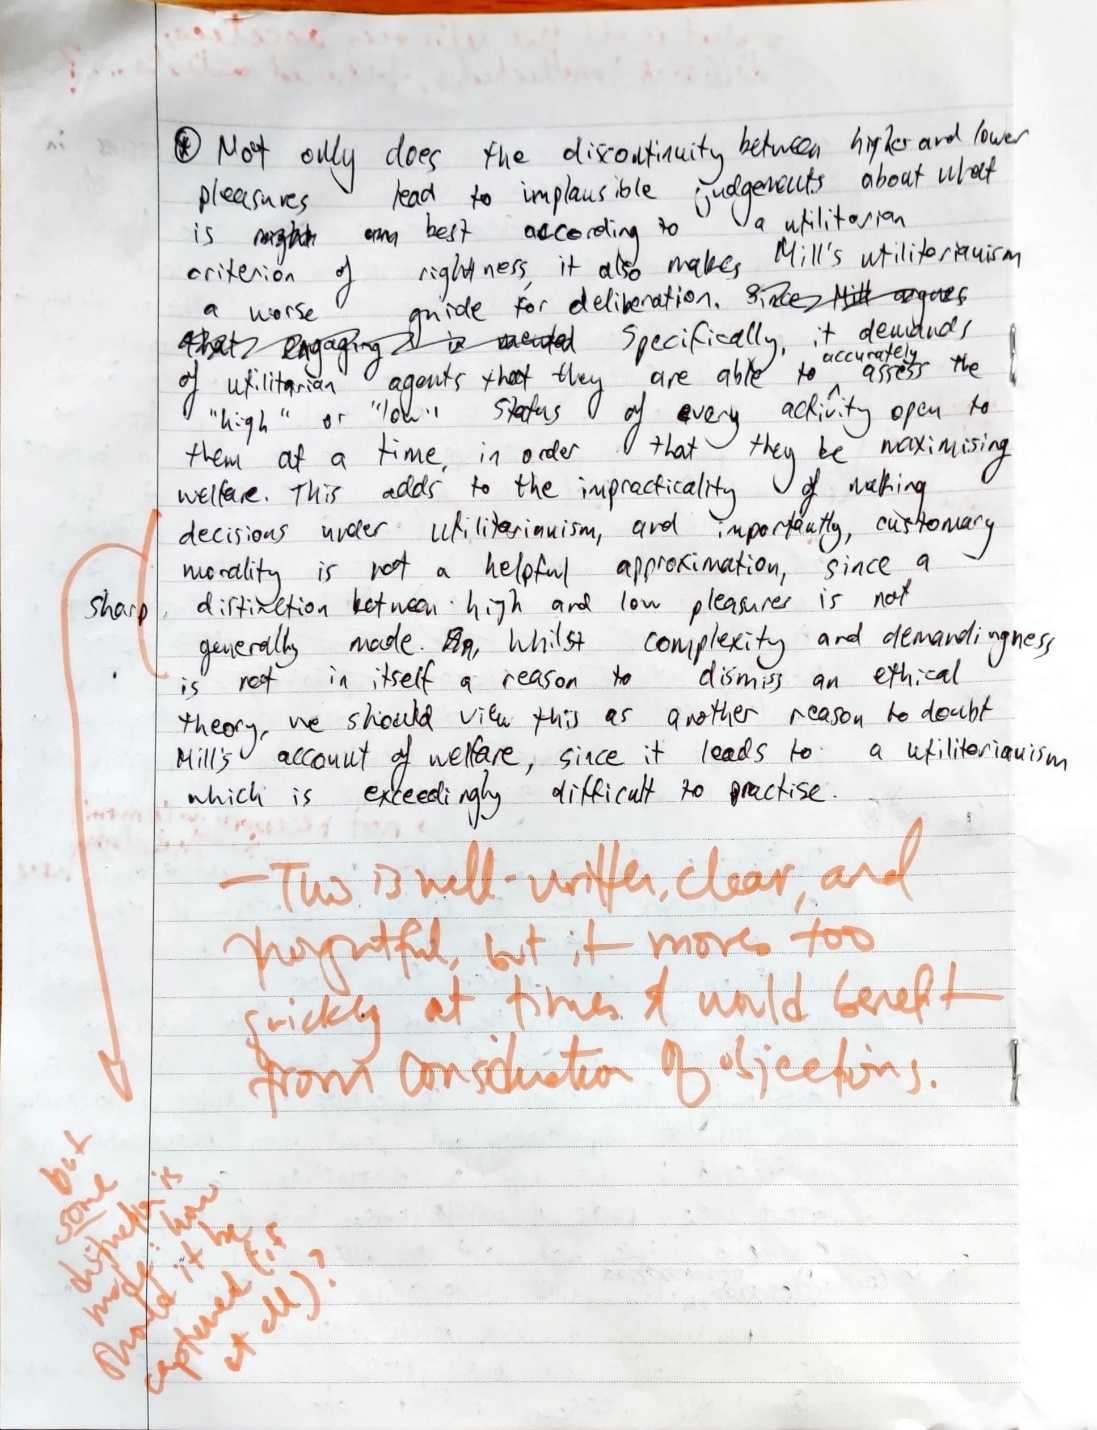 * Not only does the discontinuity between higher and lower
pleasures lead to implausible judgements about what
is best according to a utilitarian
criterion of rightness, it also makes Mill's utilitarianism
a worse guide for deliberation. Since Mill argues
that engaging is needed Specifically, it demands
accurately
of utilitarian agents that they are able to assess the
"high" or "low" status of every activity open to
them at a time, in order that they be maximising
welfare. This adds to the impracticality of making
decisions under utilitarianism, and importantly, customary
morality is not a helpful approximation, since a
sharp distinction between high and low pleasures is not
generally made. whilst complexity and demandingness
is not in itself a reason to dismiss an ethical
theory, we should view this as another reason to doubt
Mill's account of welfare, since it leads to a utilitarianism
which is exceedingly difficult to practise.
- This is well-written, clear, and
thoughtful, but it moves too
quickly at times & would benefit
from consideration of objections.
but
some
distinction is
made: how
should it be
captured (if
at all)?